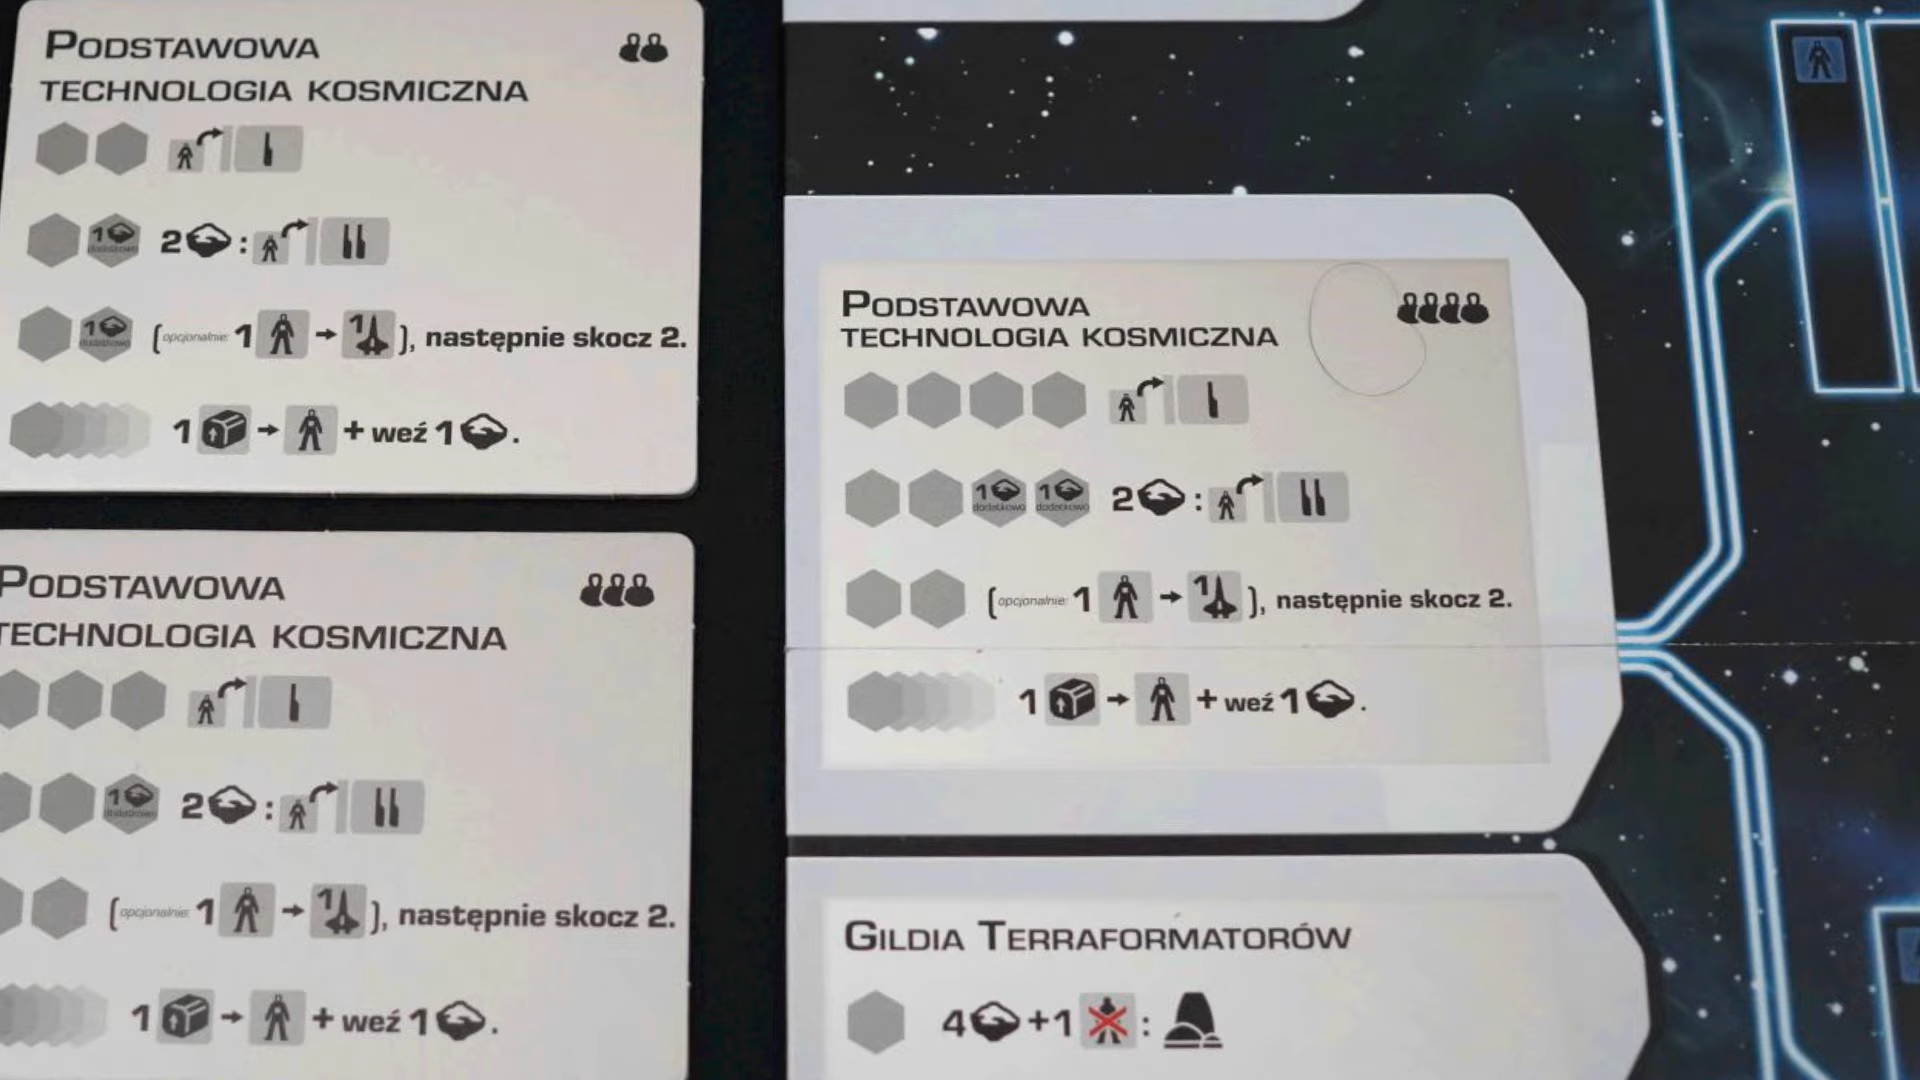 PODSTAWOWA
TECHNOLOGIA KOSMICZNA
1 dodatkowo 2 :
1 dodatkowo (opcjonalnie: 1 1), następnie skocz 2.
1 + weź 1 .
PODSTAWOWA
TECHNOLOGIA KOSMICZNA
1 dodatkowo 2 :
(opcjonalnie: 1 1), następnie skocz 2.
1 + weź 1 .
PODSTAWOWA
TECHNOLOGIA KOSMICZNA
1 dodatkowo 1 dodatkowo 2 :
(opcjonalnie: 1 1), następnie skocz 2.
1 + weź 1 .
GILDIA TERRAFORMATORÓW
4 +1 :